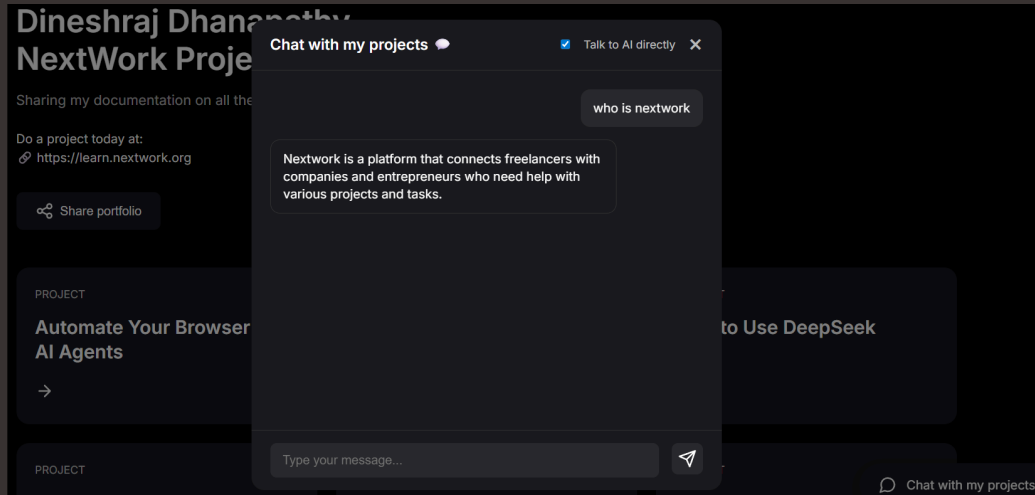 Dineshraj Dhanapathy
NextWork Proje
Sharing my documentation on all the
Do a project today at:
https://learn.nextwork.org
Share portfolio
Chat with my projects
Talk to AI directly
who is nextwork
Nextwork is a platform that connects freelancers with
companies and entrepreneurs who need help with
various projects and tasks.
PROJECT
Automate Your Browser
AI Agents
to Use DeepSeek
PROJECT
Type your message...
Chat with my projects